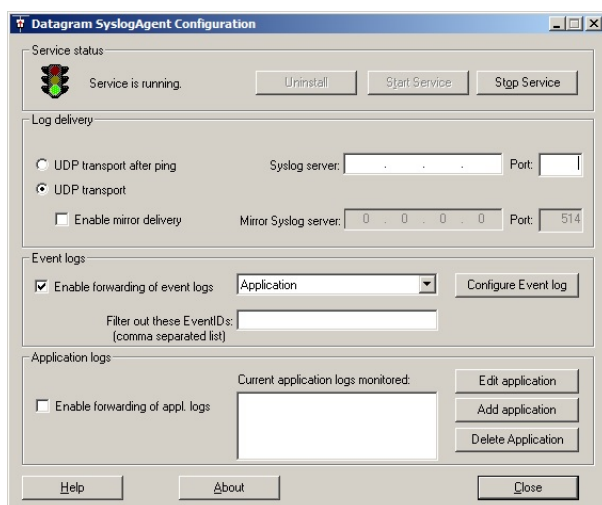 Datagram SyslogAgent Configuration
Service status
Service is running.
Uninstall
Start Service
Stop Service
Log delivery
UDP transport after ping
Syslog server: . . .
Port:
UDP transport
Enable mirror delivery
Mirror Syslog server: 0 . 0 . 0 . 0
Port: 514
Event logs
Enable forwarding of event logs
Application
Configure Event log
Filter out these EventIDs:
(comma separated list)
Application logs
Current application logs monitored:
Enable forwarding of appl. logs
Edit application
Add application
Delete Application
Help
About
Close